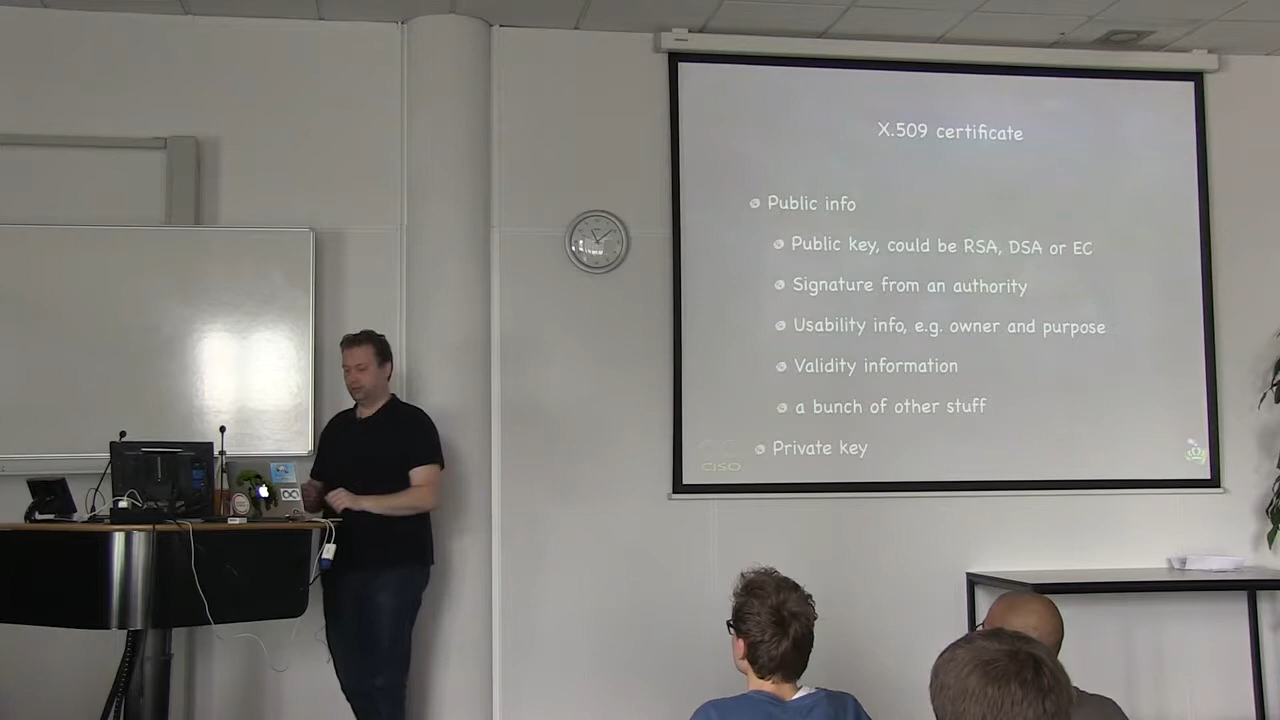 X.509 certificate
Public info
Public key, could be RSA, DSA or EC
Signature from an authority
Usability info, e.g. owner and purpose
Validity information
a bunch of other stuff
Private key
CISO